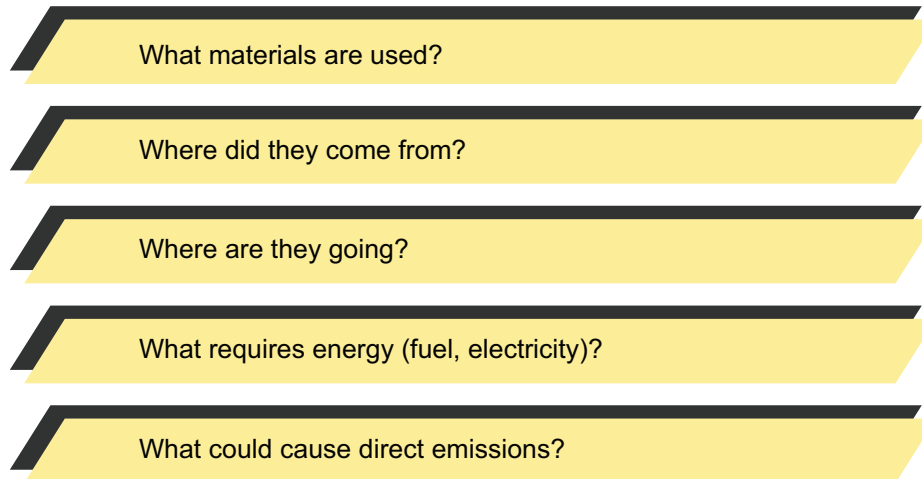 What materials are used?
Where did they come from?
Where are they going?
What requires energy (fuel, electricity)?
What could cause direct emissions?